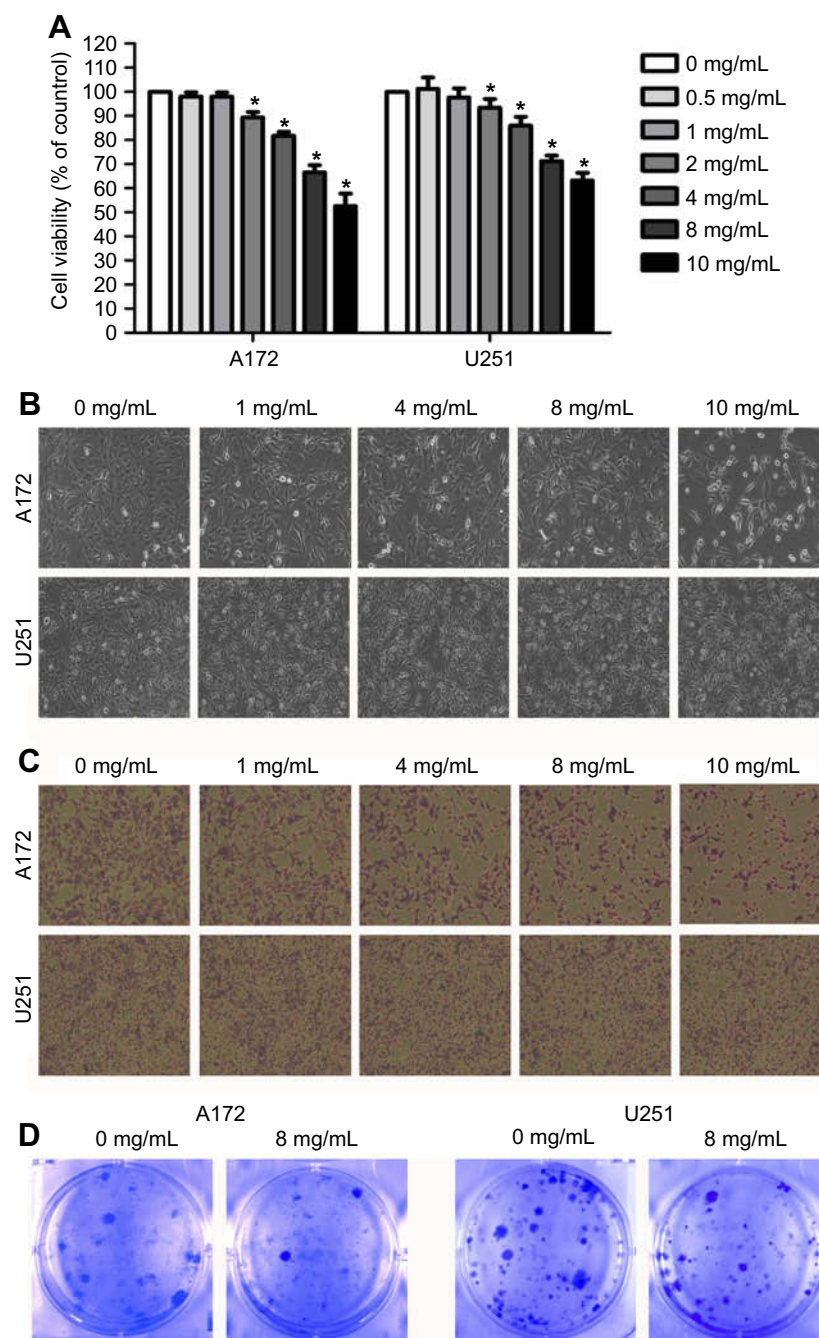 A
Cell viability (% of countrol)
120
110
100
90
80
70
60
50
40
30
20
10
0
* * * *
* * * *
A172 U251
0 mg/mL
0.5 mg/mL
1 mg/mL
2 mg/mL
4 mg/mL
8 mg/mL
10 mg/mL
B
0 mg/mL 1 mg/mL 4 mg/mL 8 mg/mL 10 mg/mL
A172
U251
C
0 mg/mL 1 mg/mL 4 mg/mL 8 mg/mL 10 mg/mL
A172
U251
D
A172 U251
0 mg/mL 8 mg/mL 0 mg/mL 8 mg/mL